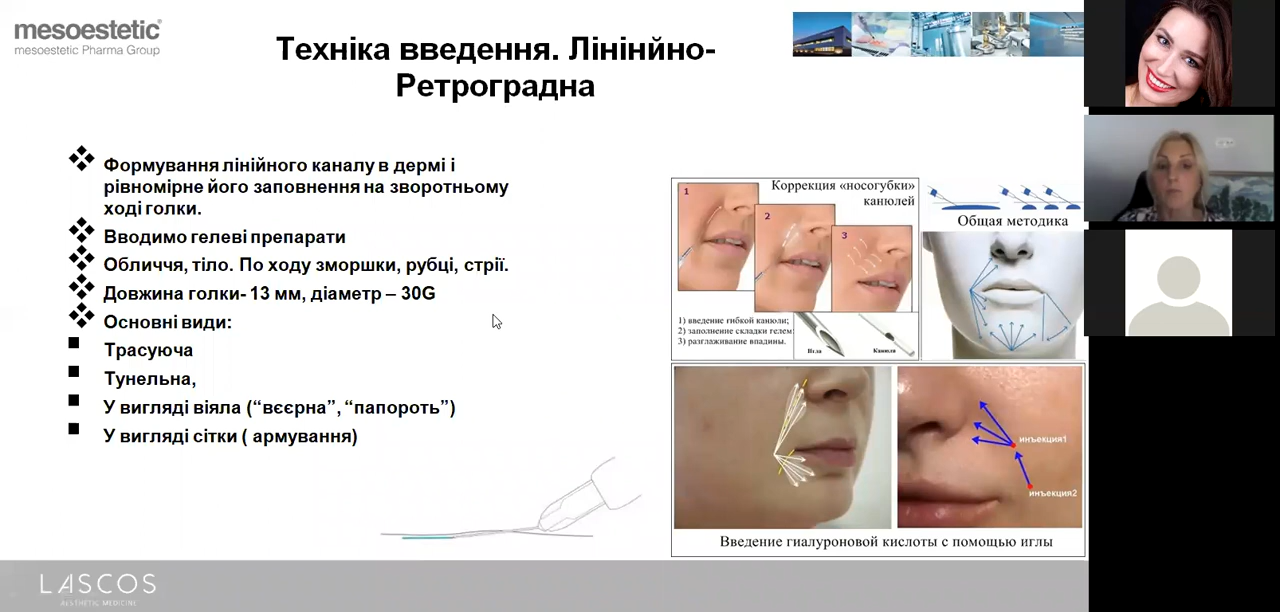 mesoestetic®
mesoestetic Pharma Group
Техніка введення. Лінінйно-
Ретроградна
Формування лінійного каналу в дермі і
рівномірне його заповнення на зворотньому
ході голки.
Вводимо гелеві препарати
Обличчя, тіло. По ходу зморшки, рубці, стрії.
Довжина голки- 13 мм, діаметр – 30G
Основні види:
Трасуюча
Тунельна,
У вигляді віяла (“вєєрна”, “папороть”)
У вигляді сітки ( армування)
Коррекция «носогубки»
канюлей
1
2
3
1) введение гибкой канюли;
2) заполнение складки гелем;
3) разглаживание впадины.
Игла
Канюля
Общая методика
инъекция1
инъекция2
Введение гиалуроновой кислоты с помощью иглы
LASCOS
AESTHETIC MEDICINE